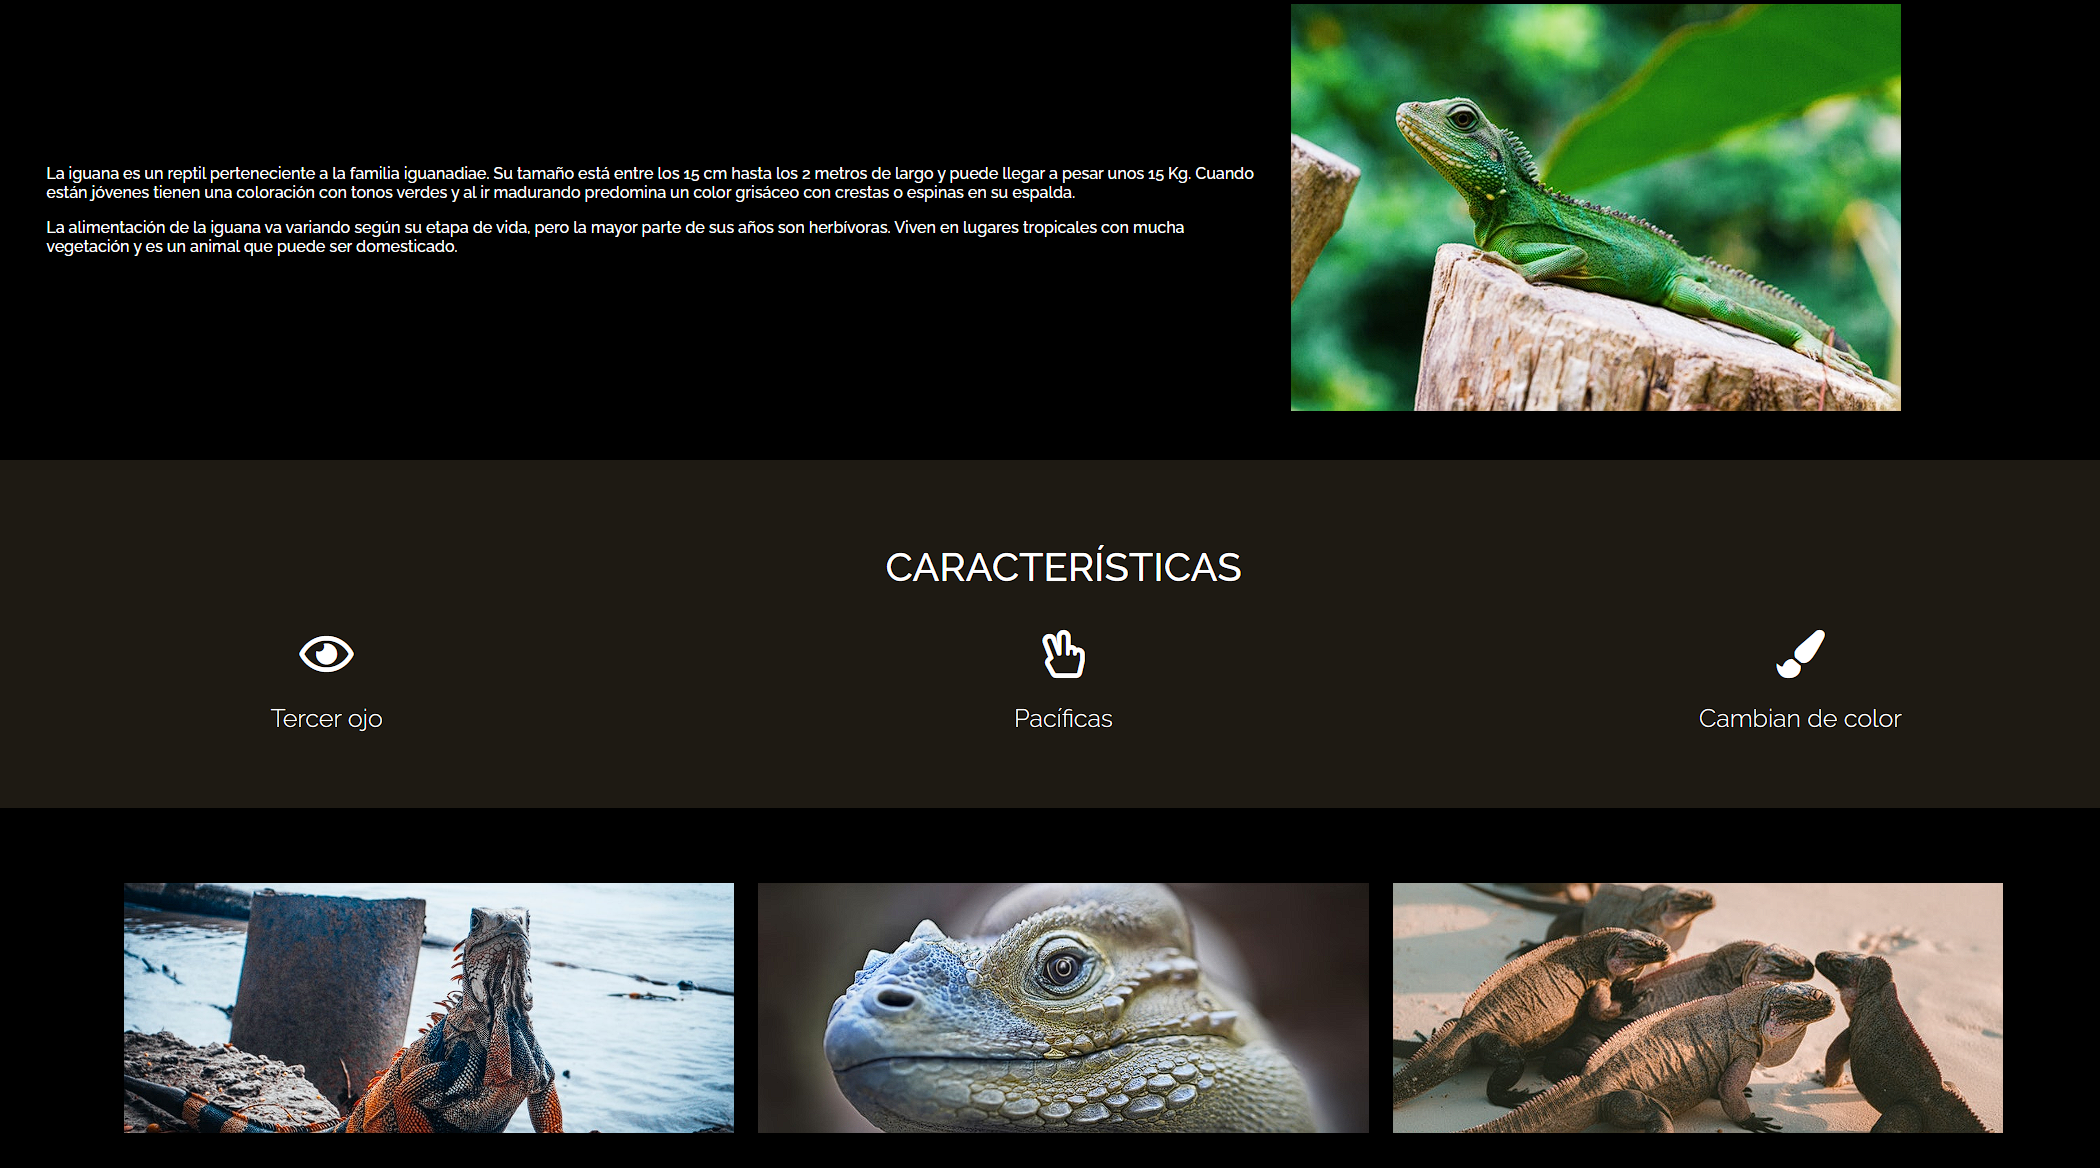 La iguana es un reptil perteneciente a la familia iguanadiae. Su tamaño está entre los 15 cm hasta los 2 metros de largo y puede llegar a pesar unos 15 Kg. Cuando
están jóvenes tienen una coloración con tonos verdes y al ir madurando predomina un color grisáceo con crestas o espinas en su espalda.
La alimentación de la iguana va variando según su etapa de vida, pero la mayor parte de sus años son herbívoras. Viven en lugares tropicales con mucha
vegetación y es un animal que puede ser domesticado.
CARACTERÍSTICAS
Tercer ojo
Pacíficas
Cambian de color